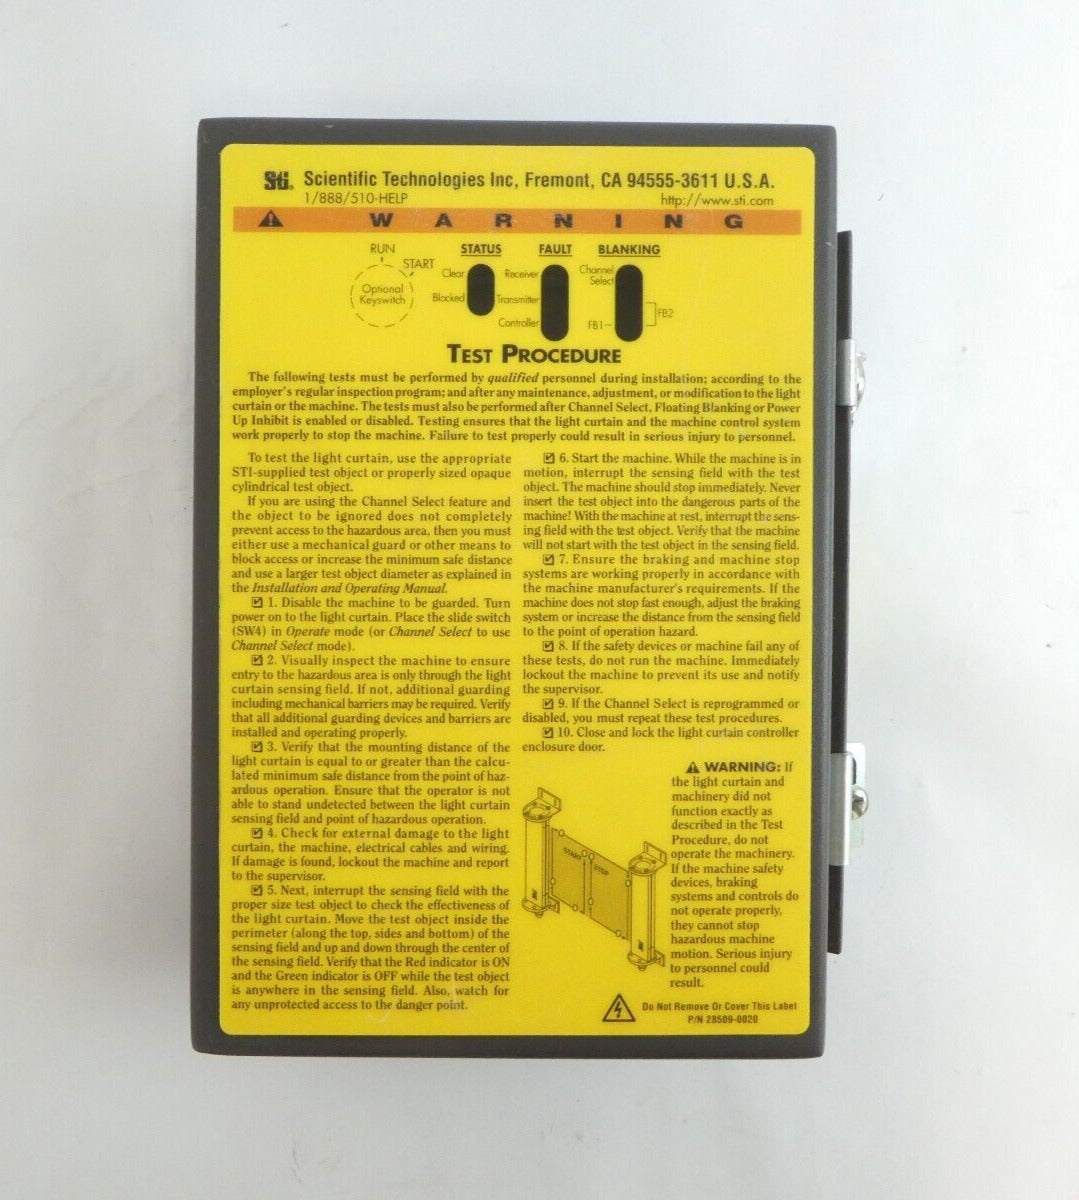 STi® Scientific Technologies Inc, Fremont, CA 94555-3611 U.S.A.
1/888/510-HELP http://www.sti.com
WARNING
RUN
START
Optional
Keyswitch
STATUS
Clear
Blocked
FAULT
Receiver
Transmitter
Controller
BLANKING
Channel
Select
FB1
FB2
TEST PROCEDURE
The following tests must be performed by qualified personnel during installation; according to the
employer's regular inspection program; and after any maintenance, adjustment, or modification to the light
curtain or the machine. The tests must also be performed after Channel Select, Floating Blanking or Power
Up Inhibit is enabled or disabled. Testing ensures that the light curtain and the machine control system
work properly to stop the machine. Failure to test properly could result in serious injury to personnel.
To test the light curtain, use the appropriate
STI-supplied test object or properly sized opaque
cylindrical test object.
If you are using the Channel Select feature and
the object to be ignored does not completely
prevent access to the hazardous area, then you must
either use a mechanical guard or other means to
block access or increase the minimum safe distance
and use a larger test object diameter as explained in
the Installation and Operating Manual.
☑ 1. Disable the machine to be guarded. Turn
power on to the light curtain. Place the slide switch
(SW4) in Operate mode (or Channel Select to use
Channel Select mode).
☑ 2. Visually inspect the machine to ensure
entry to the hazardous area is only through the light
curtain sensing field. If not, additional guarding
including mechanical barriers may be required. Verify
that all additional guarding devices and barriers are
installed and operating properly.
☑ 3. Verify that the mounting distance of the
light curtain is equal to or greater than the calcu-
lated minimum safe distance from the point of haz-
ardous operation. Ensure that the operator is not
able to stand undetected between the light curtain
sensing field and point of hazardous operation.
☑ 4. Check for external damage to the light
curtain, the machine, electrical cables and wiring.
If damage is found, lockout the machine and report
to the supervisor.
☑ 5. Next, interrupt the sensing field with the
proper size test object to check the effectiveness of
the light curtain. Move the test object inside the
perimeter (along the top, sides and bottom) of the
sensing field and up and down through the center of
the sensing field. Verify that the Red indicator is ON
and the Green indicator is OFF while the test object
is anywhere in the sensing field. Also, watch for
any unprotected access to the danger point.
☑ 6. Start the machine. While the machine is in
motion, interrupt the sensing field with the test
object. The machine should stop immediately. Never
insert the test object into the dangerous parts of the
machine! With the machine at rest, interrupt the sens-
ing field with the test object. Verify that the machine
will not start with the test object in the sensing field.
☑ 7. Ensure the braking and machine stop
systems are working properly in accordance with
the machine manufacturer's requirements. If the
machine does not stop fast enough, adjust the braking
system or increase the distance from the sensing field
to the point of operation hazard.
☑ 8. If the safety devices or machine fail any of
these tests, do not run the machine. Immediately
lockout the machine to prevent its use and notify
the supervisor.
☑ 9. If the Channel Select is reprogrammed or
disabled, you must repeat these test procedures.
☑ 10. Close and lock the light curtain controller
enclosure door.
START
STOP
⚠ WARNING: If
the light curtain and
machinery did not
function exactly as
described in the Test
Procedure, do not
operate the machinery.
If the machine safety
devices, braking
systems and controls do
not operate properly,
they cannot stop
hazardous machine
motion. Serious injury
to personnel could
result.
Do Not Remove Or Cover This Label
P/N 28509-0020